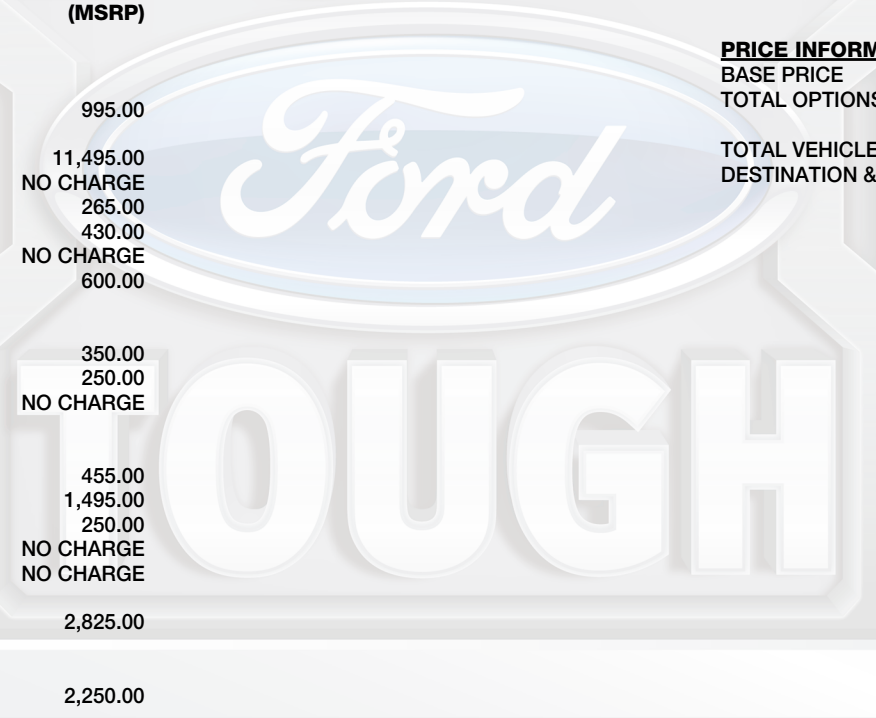 (MSRP)
995.00
11,495.00
NO CHARGE
265.00
430.00
NO CHARGE
600.00
350.00
250.00
NO CHARGE
455.00
1,495.00
250.00
NO CHARGE
NO CHARGE
2,825.00
2,250.00
PRICE INFORM
BASE PRICE
TOTAL OPTIONS
TOTAL VEHICLE
DESTINATION &
Ford
TOUGH